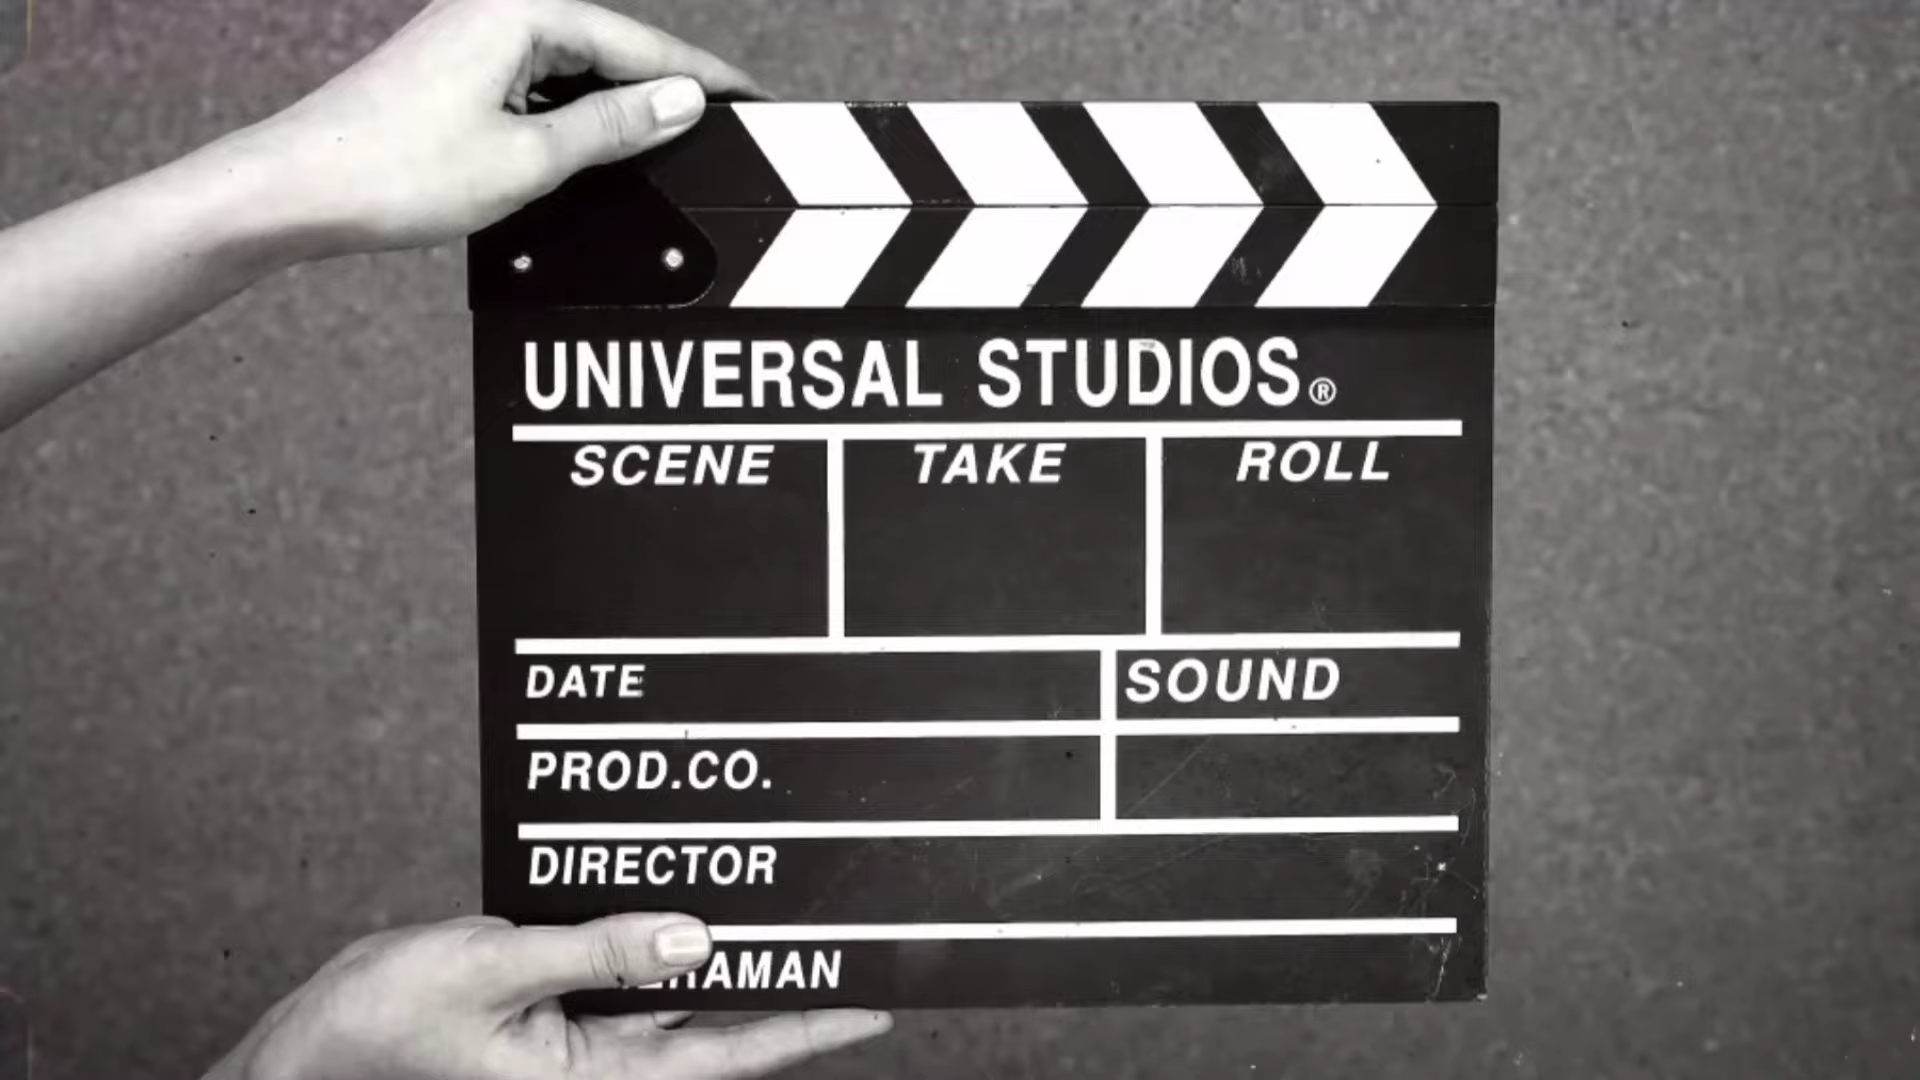 UNIVERSAL STUDIOS®
SCENE TAKE ROLL
DATE SOUND
PROD.CO.
DIRECTOR